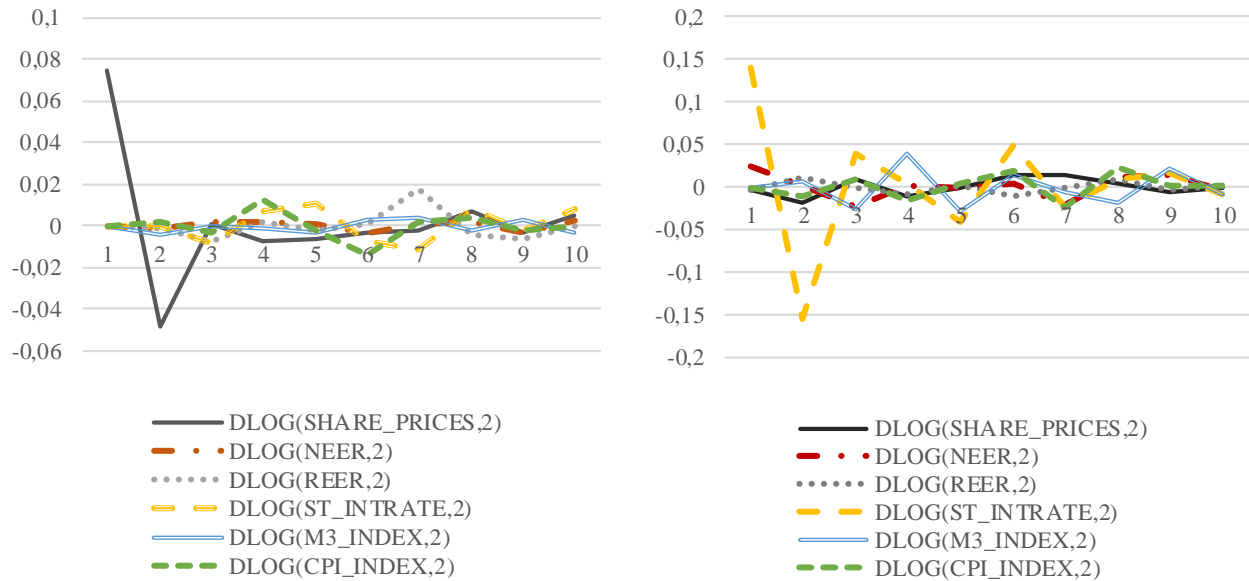 0,1
0,08
0,06
0,04
0,02
0
-0,02
-0,04
-0,06
1 2 3 4 5 6 7 8 9 10
DLOG(SHARE_PRICES,2)
DLOG(NEER,2)
DLOG(REER,2)
DLOG(ST_INTRATE,2)
DLOG(M3_INDEX,2)
DLOG(CPI_INDEX,2)
0,2
0,15
0,1
0,05
0
-0,05
-0,1
-0,15
-0,2
1 2 3 4 5 6 7 8 9 10
DLOG(SHARE_PRICES,2)
DLOG(NEER,2)
DLOG(REER,2)
DLOG(ST_INTRATE,2)
DLOG(M3_INDEX,2)
DLOG(CPI_INDEX,2)